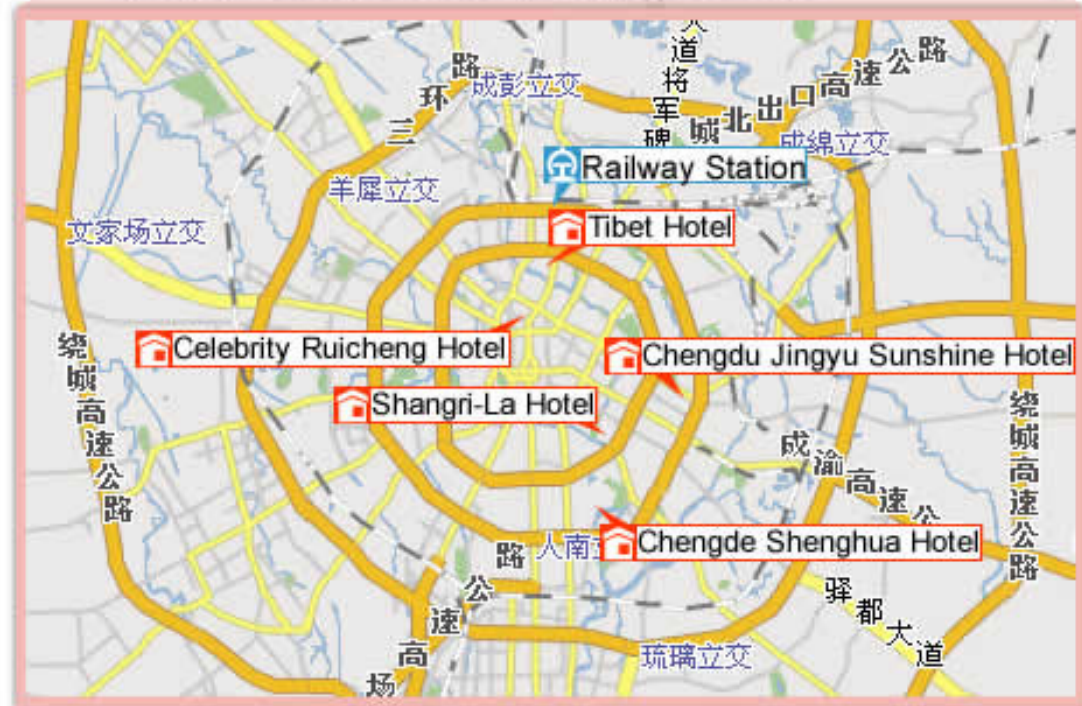 大道将军碑
城北出口高速公路
三环路
成彭立交
成绵立交
Railway Station
羊犀立交
文家场立交
Tibet Hotel
Celebrity Ruicheng Hotel
Chengdu Jingyu Sunshine Hotel
Shangri-La Hotel
绕城高速公路
绕城高速公路
成渝高速公
Chengde Shenghua Hotel
人南立
场高速公路
驿都大道
琉璃立交